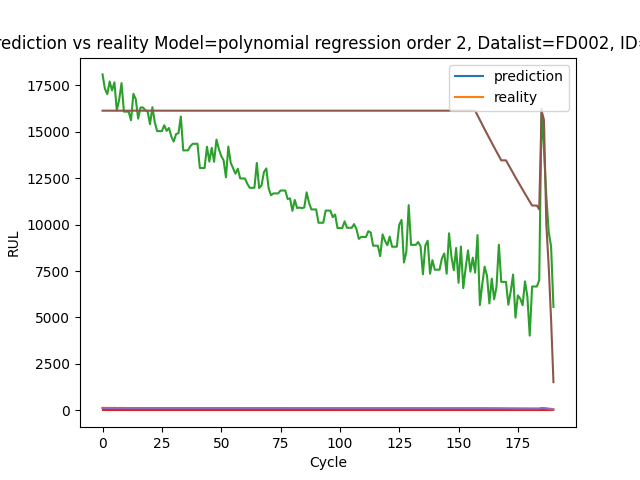 rediction vs reality Model=polynomial regression order 2, Datalist=FD002, ID=
prediction
reality
17500
15000
12500
10000
7500
5000
2500
0
RUL
0 25 50 75 100 125 150 175
Cycle